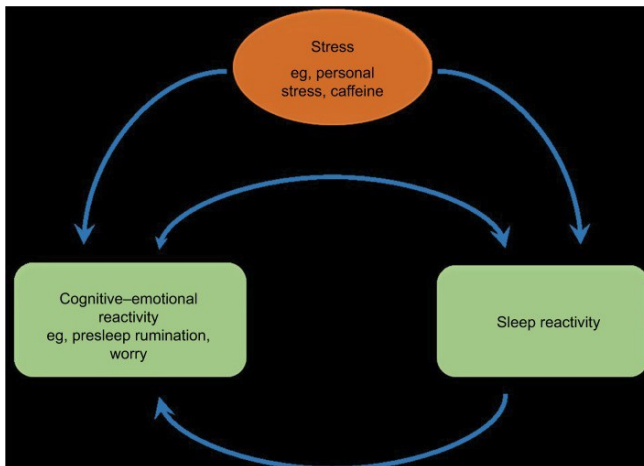 Stress
eg, personal
stress, caffeine
Cognitive–emotional
reactivity
eg, presleep rumination,
worry
Sleep reactivity